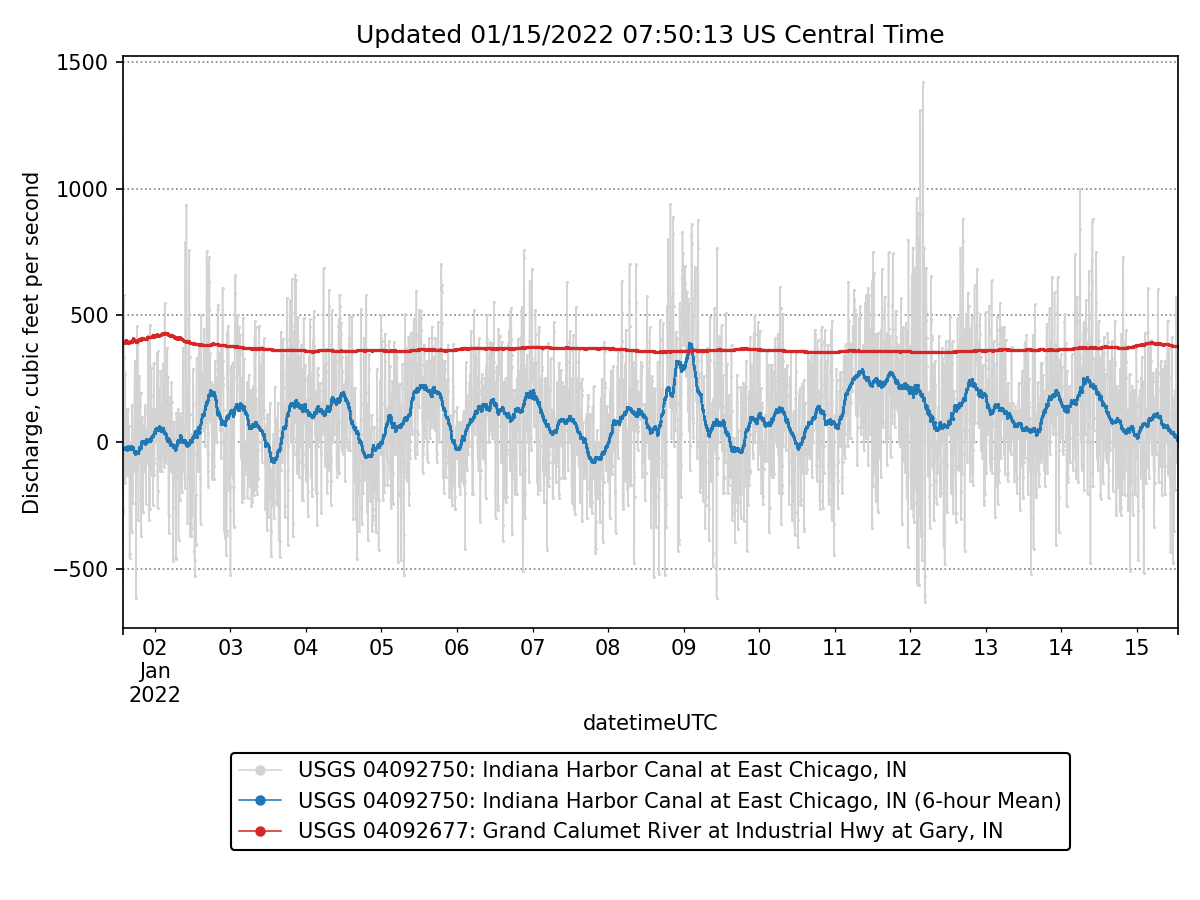 Updated 01/15/2022 07:50:13 US Central Time
Discharge, cubic feet per second
1500
1000
500
0
−500
02 03 04 05 06 07 08 09 10 11 12 13 14 15
Jan
2022
datetimeUTC
USGS 04092750: Indiana Harbor Canal at East Chicago, IN
USGS 04092750: Indiana Harbor Canal at East Chicago, IN (6-hour Mean)
USGS 04092677: Grand Calumet River at Industrial Hwy at Gary, IN